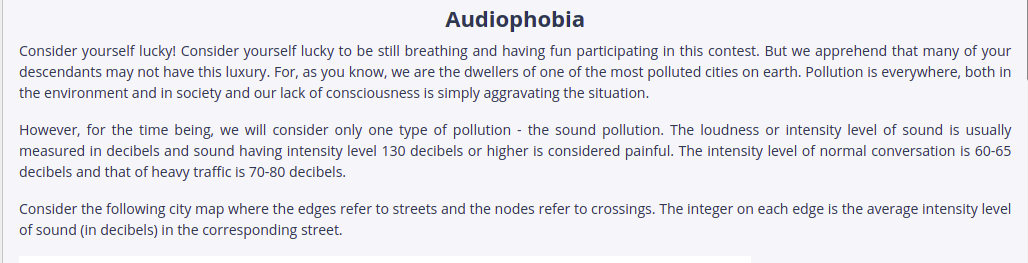 Audiophobia
Consider yourself lucky! Consider yourself lucky to be still breathing and having fun participating in this contest. But we apprehend that many of your
descendants may not have this luxury. For, as you know, we are the dwellers of one of the most polluted cities on earth. Pollution is everywhere, both in
the environment and in society and our lack of consciousness is simply aggravating the situation.
However, for the time being, we will consider only one type of pollution - the sound pollution. The loudness or intensity level of sound is usually
measured in decibels and sound having intensity level 130 decibels or higher is considered painful. The intensity level of normal conversation is 60-65
decibels and that of heavy traffic is 70-80 decibels.
Consider the following city map where the edges refer to streets and the nodes refer to crossings. The integer on each edge is the average intensity level
of sound (in decibels) in the corresponding street.